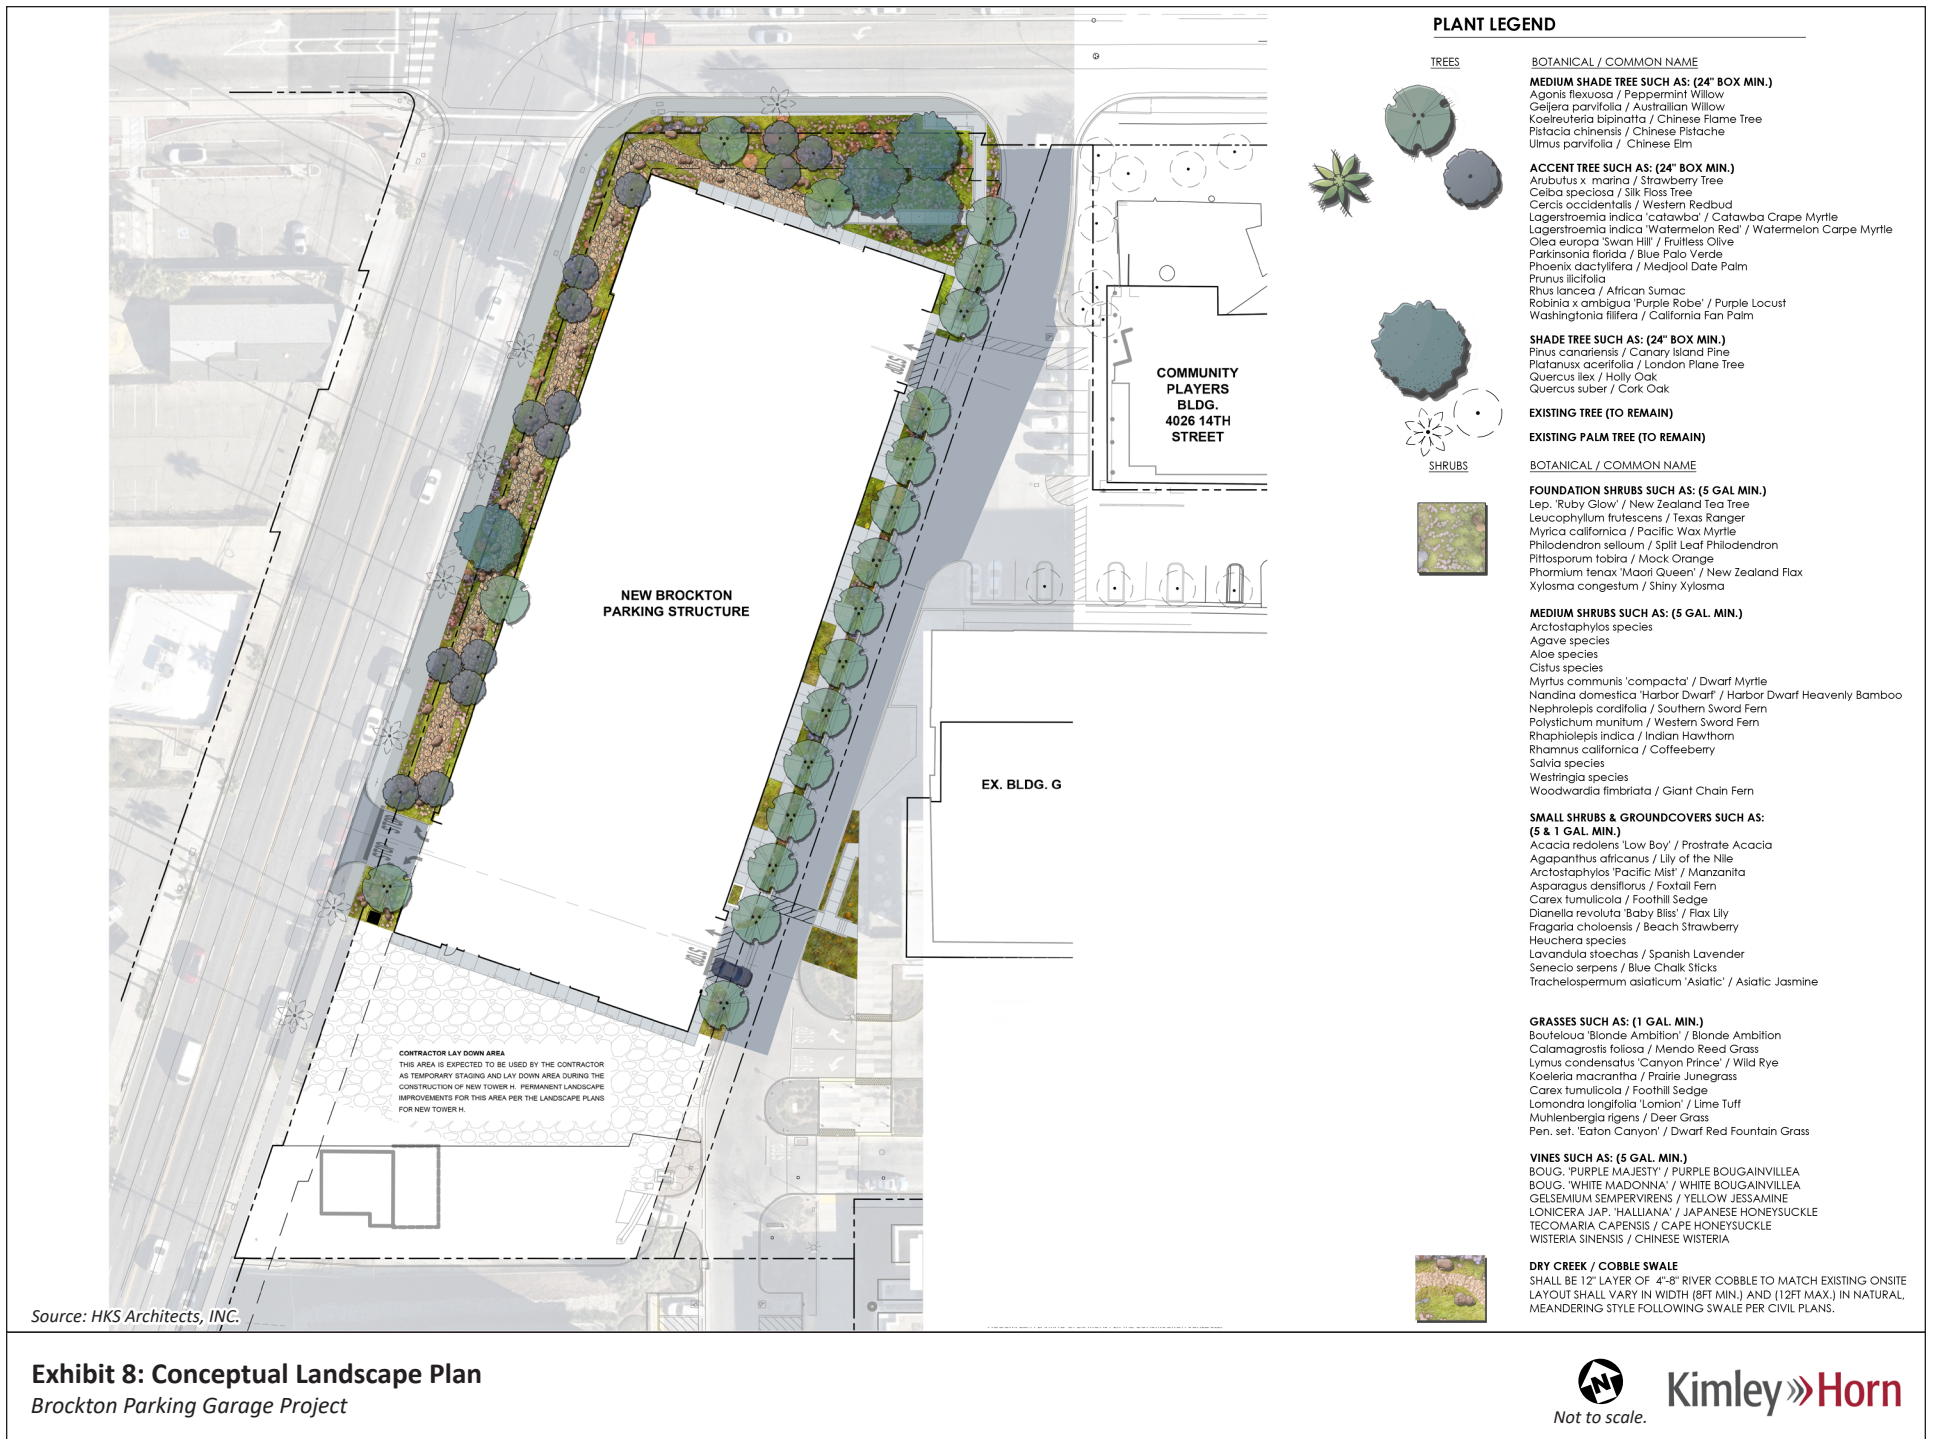 PLANT LEGEND
TREES
BOTANICAL / COMMON NAME
MEDIUM SHADE TREE SUCH AS: (24" BOX MIN.)
Agonis flexuosa / Peppermint Willow
Geijera parvifolia / Austrailian Willow
Koelreuteria bipinatta / Chinese Flame Tree
Pistacia chinensis / Chinese Pistache
Ulmus parvifolia / Chinese Elm
ACCENT TREE SUCH AS: (24" BOX MIN.)
Arubutus x marina / Strawberry Tree
Ceiba speciosa / Silk Floss Tree
Cercis occidentalis / Western Redbud
Lagerstroemia indica 'catawba' / Catawba Crape Myrtle
Lagerstroemia indica 'Watermelon Red' / Watermelon Carpe Myrtle
Olea europa 'Swan Hill' / Fruitless Olive
Parkinsonia florida / Blue Palo Verde
Phoenix dactylifera / Medjool Date Palm
Prunus ilicifolia
Rhus lancea / African Sumac
Robinia x ambigua 'Purple Robe' / Purple Locust
Washingtonia filifera / California Fan Palm
SHADE TREE SUCH AS: (24" BOX MIN.)
Pinus canariensis / Canary Island Pine
Platanusx acerifolia / London Plane Tree
Quercus ilex / Holly Oak
Quercus suber / Cork Oak
EXISTING TREE (TO REMAIN)
EXISTING PALM TREE (TO REMAIN)
SHRUBS
BOTANICAL / COMMON NAME
FOUNDATION SHRUBS SUCH AS: (5 GAL MIN.)
Lep. 'Ruby Glow' / New Zealand Tea Tree
Leucophyllum frutescens / Texas Ranger
Myrica californica / Pacific Wax Myrtle
Philodendron selloum / Split Leaf Philodendron
Pittosporum tobira / Mock Orange
Phormium tenax 'Maori Queen' / New Zealand Flax
Xylosma congestum / Shiny Xylosma
MEDIUM SHRUBS SUCH AS: (5 GAL. MIN.)
Arctostaphylos species
Agave species
Aloe species
Cistus species
Myrtus communis 'compacta' / Dwarf Myrtle
Nandina domestica 'Harbor Dwarf' / Harbor Dwarf Heavenly Bamboo
Nephrolepis cordifolia / Southern Sword Fern
Polystichum munitum / Western Sword Fern
Rhaphiolepis indica / Indian Hawthorn
Rhamnus californica / Coffeeberry
Salvia species
Westringia species
Woodwardia fimbriata / Giant Chain Fern
SMALL SHRUBS & GROUNDCOVERS SUCH AS:
(5 & 1 GAL. MIN.)
Acacia redolens 'Low Boy' / Prostrate Acacia
Agapanthus africanus / Lily of the Nile
Arctostaphylos 'Pacific Mist' / Manzanita
Asparagus densiflorus / Foxtail Fern
Carex tumulicola / Foothill Sedge
Dianella revoluta 'Baby Bliss' / Flax Lily
Fragaria choloensis / Beach Strawberry
Heuchera species
Lavandula stoechas / Spanish Lavender
Senecio serpens / Blue Chalk Sticks
Trachelospermum asiaticum 'Asiatic' / Asiatic Jasmine
GRASSES SUCH AS: (1 GAL. MIN.)
Bouteloua 'Blonde Ambition' / Blonde Ambition
Calamagrostis foliosa / Mendo Reed Grass
Lymus condensatus 'Canyon Prince' / Wild Rye
Koeleria macrantha / Prairie Junegrass
Carex tumulicola / Foothill Sedge
Lomondra longifolia 'Lomion' / Lime Tuff
Muhlenbergia rigens / Deer Grass
Pen. set. 'Eaton Canyon' / Dwarf Red Fountain Grass
VINES SUCH AS: (5 GAL. MIN.)
BOUG. 'PURPLE MAJESTY' / PURPLE BOUGAINVILLEA
BOUG. 'WHITE MADONNA' / WHITE BOUGAINVILLEA
GELSEMIUM SEMPERVIRENS / YELLOW JESSAMINE
LONICERA JAP. 'HALLIANA' / JAPANESE HONEYSUCKLE
TECOMARIA CAPENSIS / CAPE HONEYSUCKLE
WISTERIA SINENSIS / CHINESE WISTERIA
DRY CREEK / COBBLE SWALE
SHALL BE 12" LAYER OF 4"-8" RIVER COBBLE TO MATCH EXISTING ONSITE
LAYOUT SHALL VARY IN WIDTH (8FT MIN.) AND (12FT MAX.) IN NATURAL,
MEANDERING STYLE FOLLOWING SWALE PER CIVIL PLANS.
STOP
COMMUNITY
PLAYERS
BLDG.
4026 14TH
STREET
NEW BROCKTON
PARKING STRUCTURE
EX. BLDG. G
STOP
STOP
STOP
CONTRACTOR LAY DOWN AREA
THIS AREA IS EXPECTED TO BE USED BY THE CONTRACTOR
AS TEMPORARY STAGING AND LAY DOWN AREA DURING THE
CONSTRUCTION OF NEW TOWER H. PERMANENT LANDSCAPE
IMPROVEMENTS FOR THIS AREA PER THE LANDSCAPE PLANS
FOR NEW TOWER H.
Source: HKS Architects, INC.
Exhibit 8: Conceptual Landscape Plan
Brockton Parking Garage Project
N
Not to scale.
Kimley»Horn